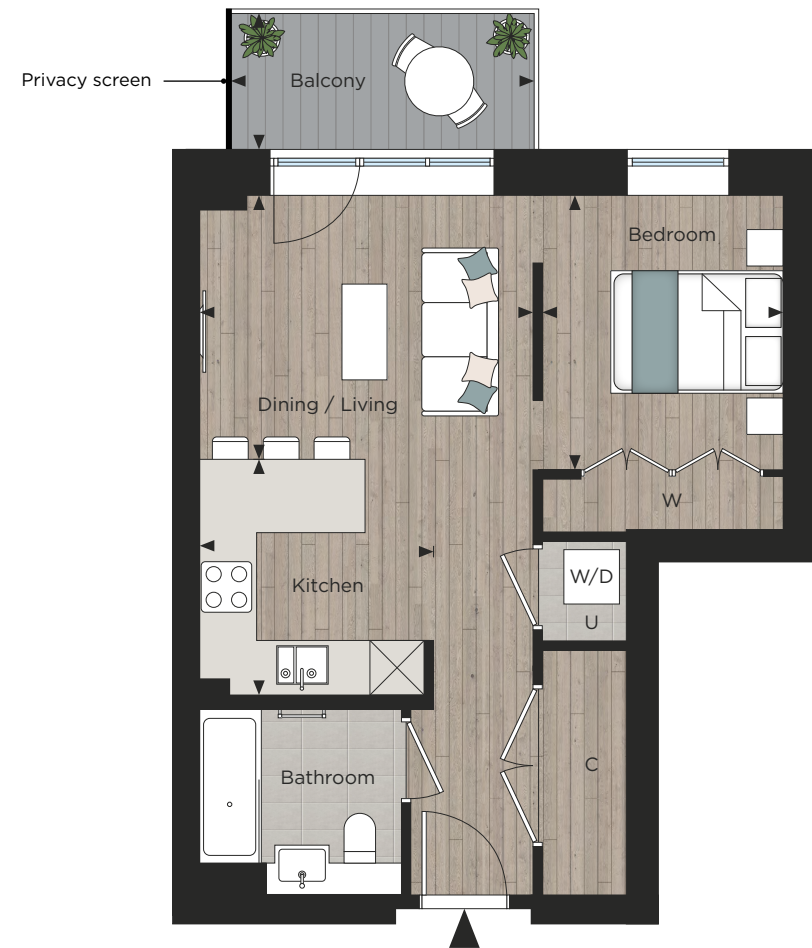 Privacy screen
Balcony
Bedroom
Dining / Living
W
W/D
Kitchen
U
C
Bathroom